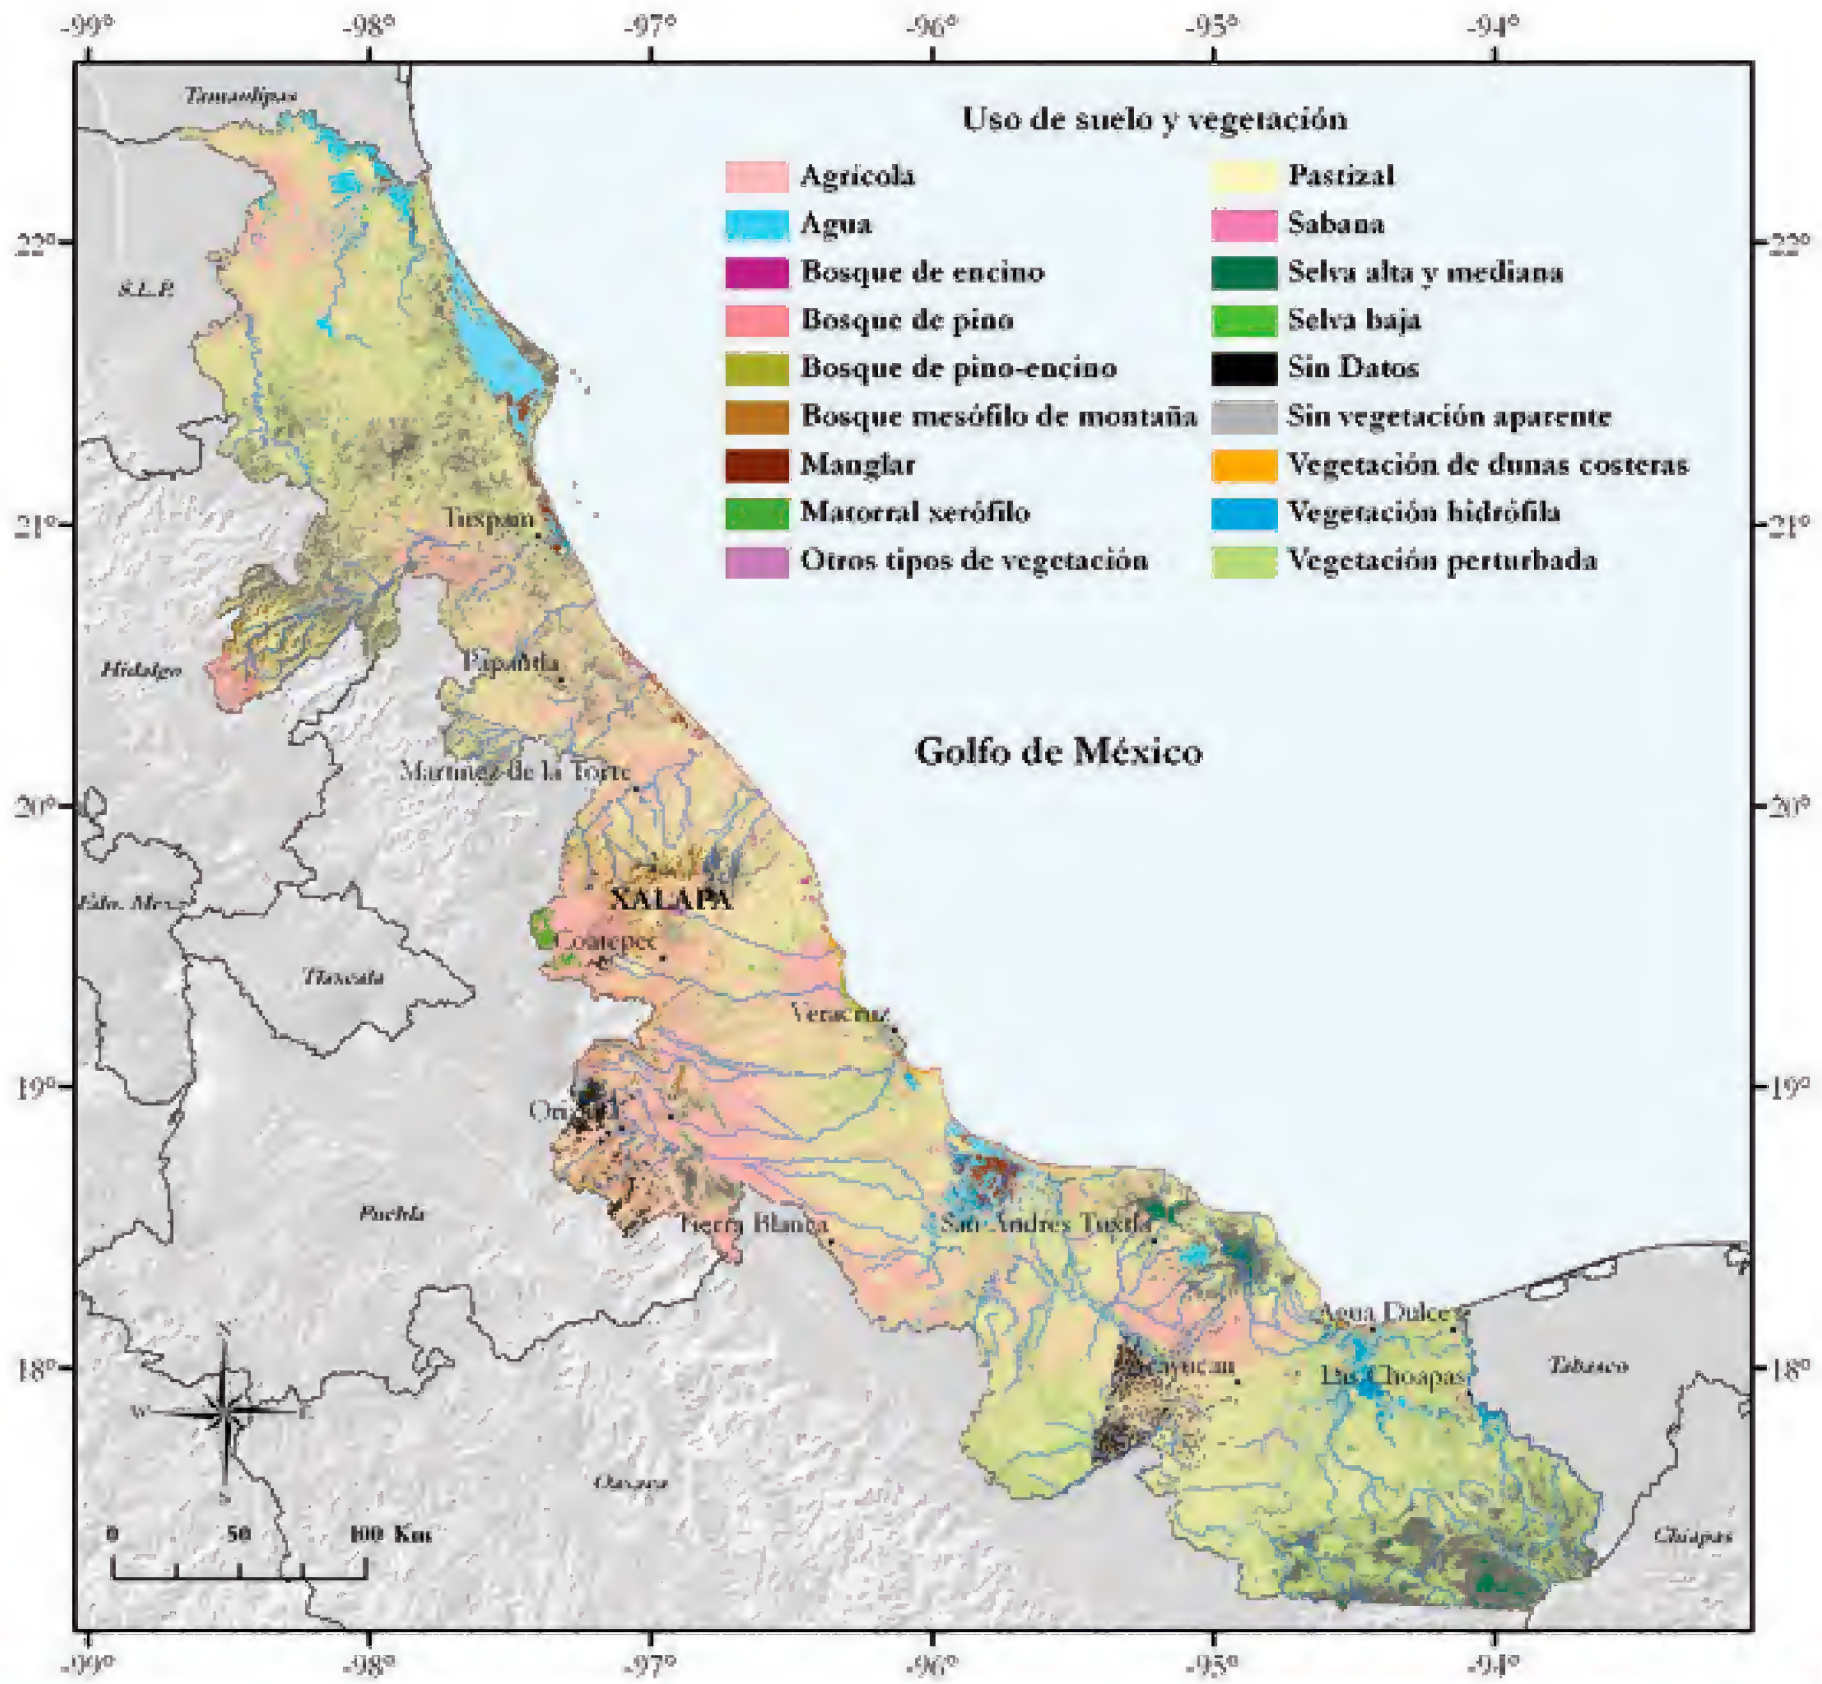 -99° -98° -97° -96° -95° -94°
Tamaulipas
Uso de suelo y vegetación
Agrícola
Agua
Bosque de encino
Bosque de pino
Bosque de pino-encino
Bosque mesófilo de montaña
Manglar
Matorral xerófilo
Otros tipos de vegetación
Pastizal
Sabana
Selva alta y mediana
Selva baja
Sin Datos
Sin vegetación aparente
Vegetación de dunas costeras
Vegetación hidrófila
Vegetación perturbada
22° 22°
S.L.P.
21° 21°
Tuxpam
Hidalgo
Papantla
Golfo de México
Martínez de la Torre
20° 20°
Edo. Mex.
XALAPA
Coatepec
Tlaxcala
Veracruz
19° 19°
Orizaba
Puebla
Tierra Blanca
San Andres Tuxtla
Agua Dulce
18° 18°
Acayucan
Las Choapas
Tabasco
N
W E
S
Oaxaca
Chiapas
0 50 100 Km
-99° -98° -97° -96° -95° -94°